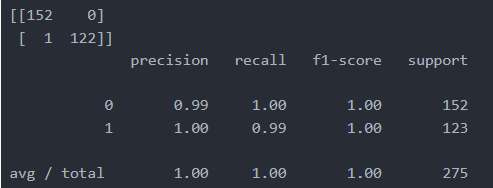 [[152 0]
[ 1 122]]
precision recall f1-score support
0 0.99 1.00 1.00 152
1 1.00 0.99 1.00 123
avg / total 1.00 1.00 1.00 275